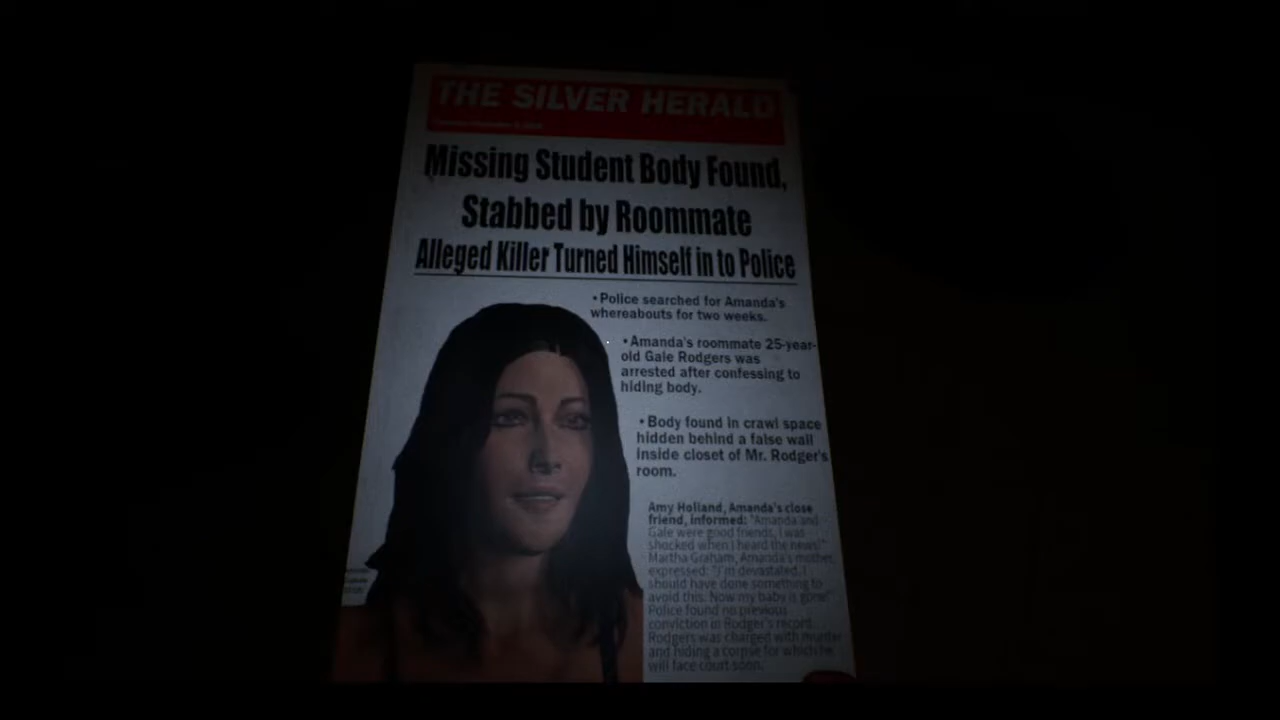 THE SILVER HERALD
Missing Student Body Found,
Stabbed by Roommate
Alleged Killer Turned Himself in to Police
•Police searched for Amanda's
whereabouts for two weeks.
•Amanda's roommate 25-year-
old Gale Rodgers was
arrested after confessing to
hiding body.
•Body found in crawl space
hidden behind a false wall
inside closet of Mr. Rodger's
room.
Amy Holland, Amanda's close
friend, informed: "Amanda and
Gale were good friends, I was
shocked when I heard the news!"
Martha Graham, Amanda's mother,
expressed: "I'm devastated. I
should have done something to
avoid this. Now my baby is gone"
Police found no previous
conviction in Rodger's record.
Rodgers was charged with murder
and hiding a corpse for which he
will face court soon.